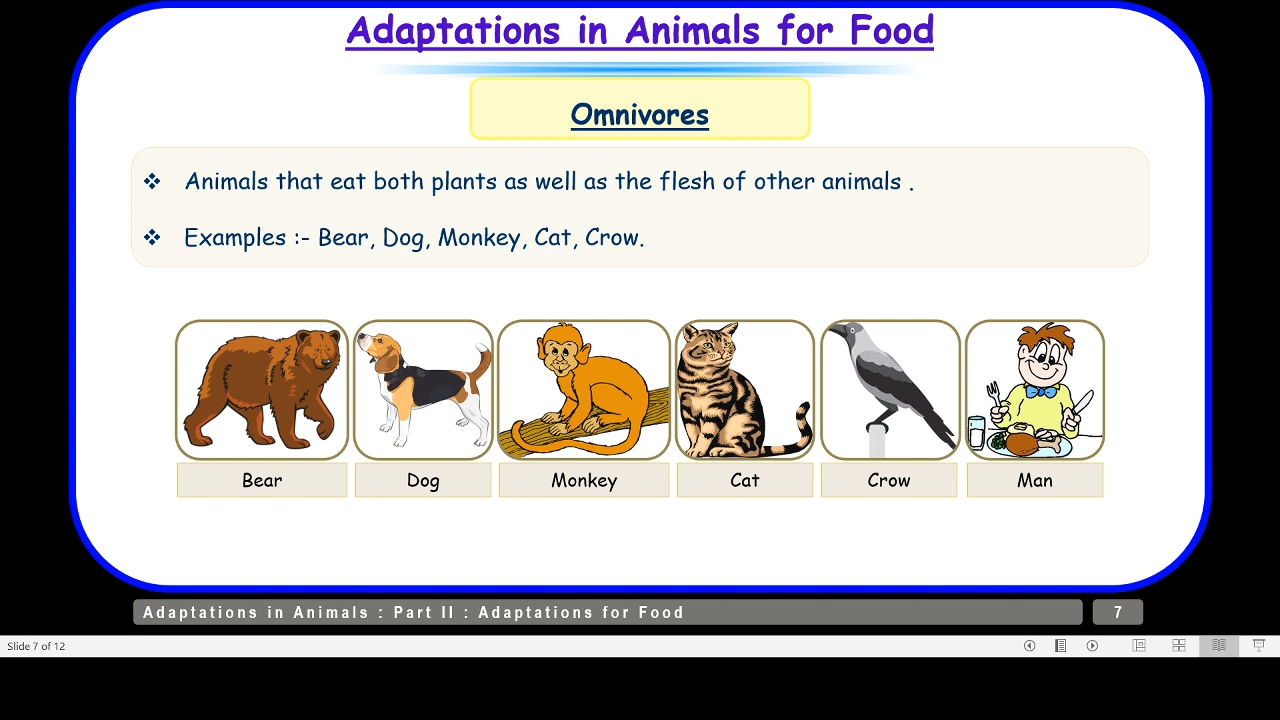 Adaptations in Animals for Food
Omnivores
❖ Animals that eat both plants as well as the flesh of other animals .
❖ Examples :- Bear, Dog, Monkey, Cat, Crow.
Bear
Dog
Monkey
Cat
Crow
Man
Adaptations in Animals : Part II : Adaptations for Food
7
Slide 7 of 12